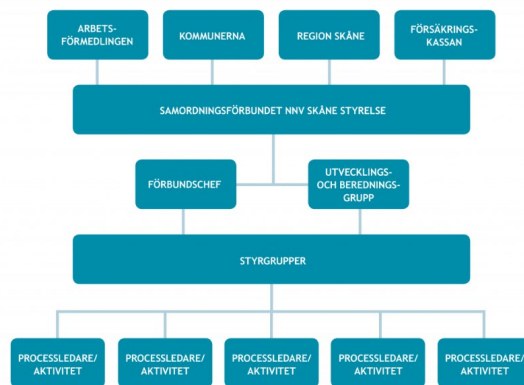 ARBETS-
FÖRMEDLINGEN
KOMMUNERNA
REGION SKÅNE
FÖRSÄKRINGS-
KASSAN
SAMORDNINGSFÖRBUNDET NNV SKÅNE STYRELSE
FÖRBUNDSCHEF
UTVECKLINGS-
OCH BEREDNINGS-
GRUPP
STYRGRUPPER
PROCESSLEDARE/
AKTIVITET
PROCESSLEDARE/
AKTIVITET
PROCESSLEDARE/
AKTIVITET
PROCESSLEDARE/
AKTIVITET
PROCESSLEDARE/
AKTIVITET